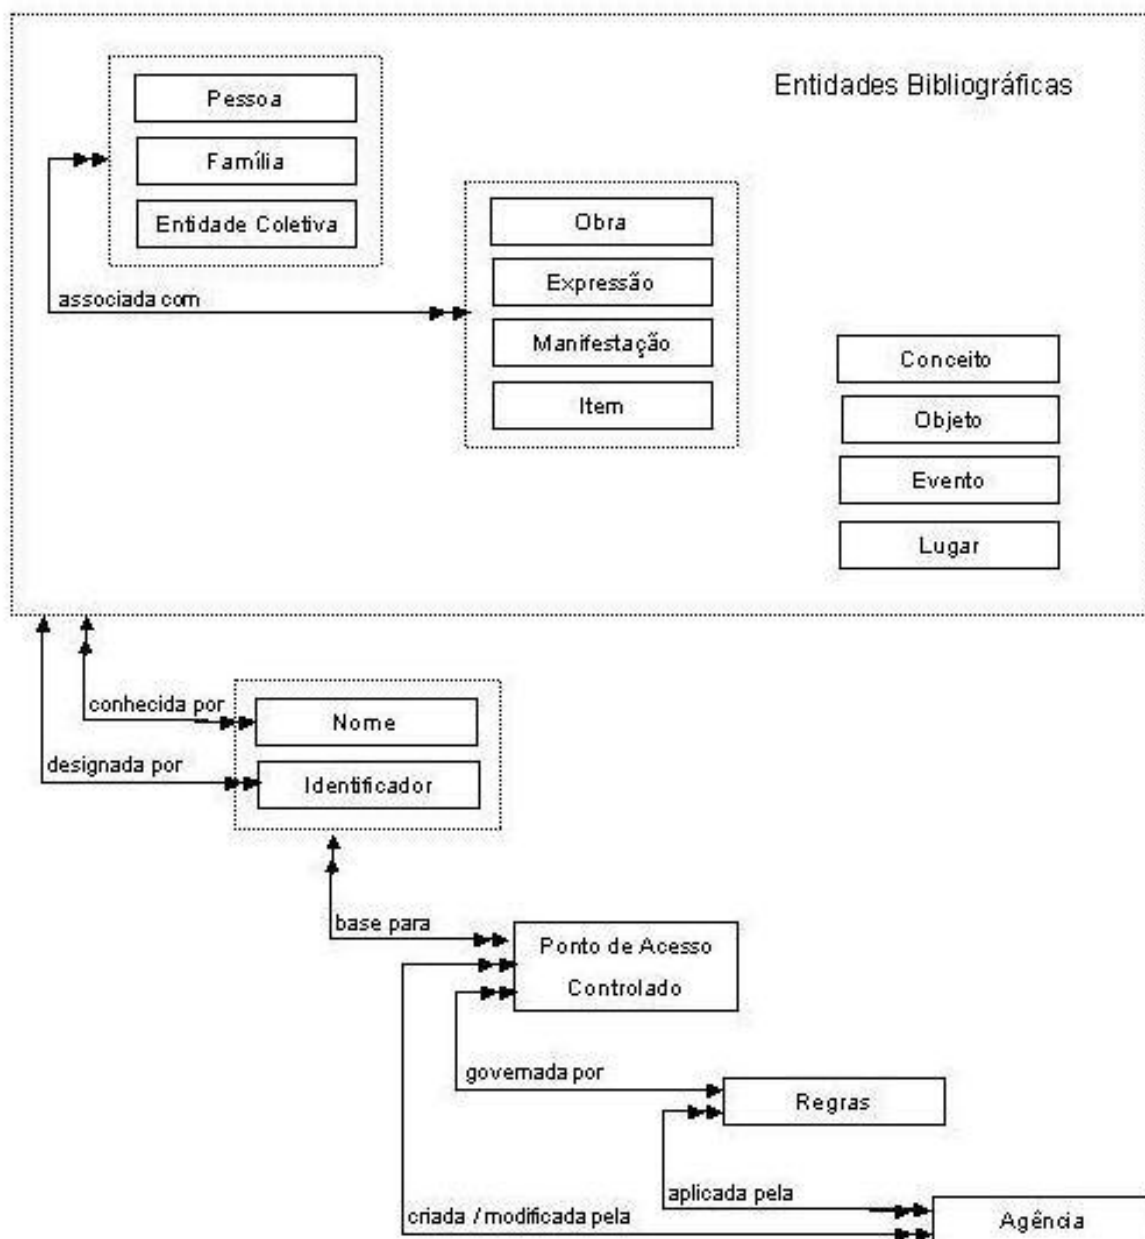 Entidades Bibliográficas
Pessoa
Família
Entidade Coletiva
associada com
Obra
Expressão
Manifestação
Item
Conceito
Objeto
Evento
Lugar
conhecida por
Nome
designada por
Identificador
base para
Ponto de Acesso
Controlado
governada por
Regras
aplicada pela
criada / modificada pela
Agência